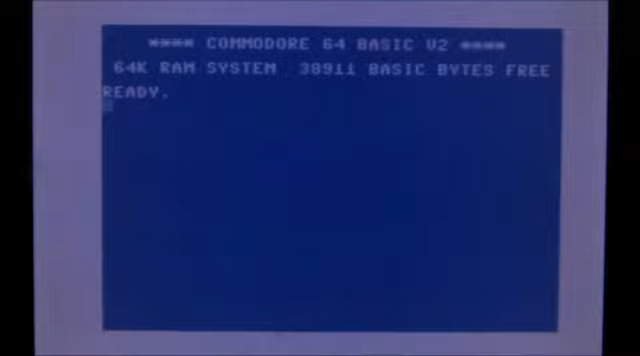 **** COMMODORE 64 BASIC V2 ****
64K RAM SYSTEM 38911 BASIC BYTES FREE
READY.